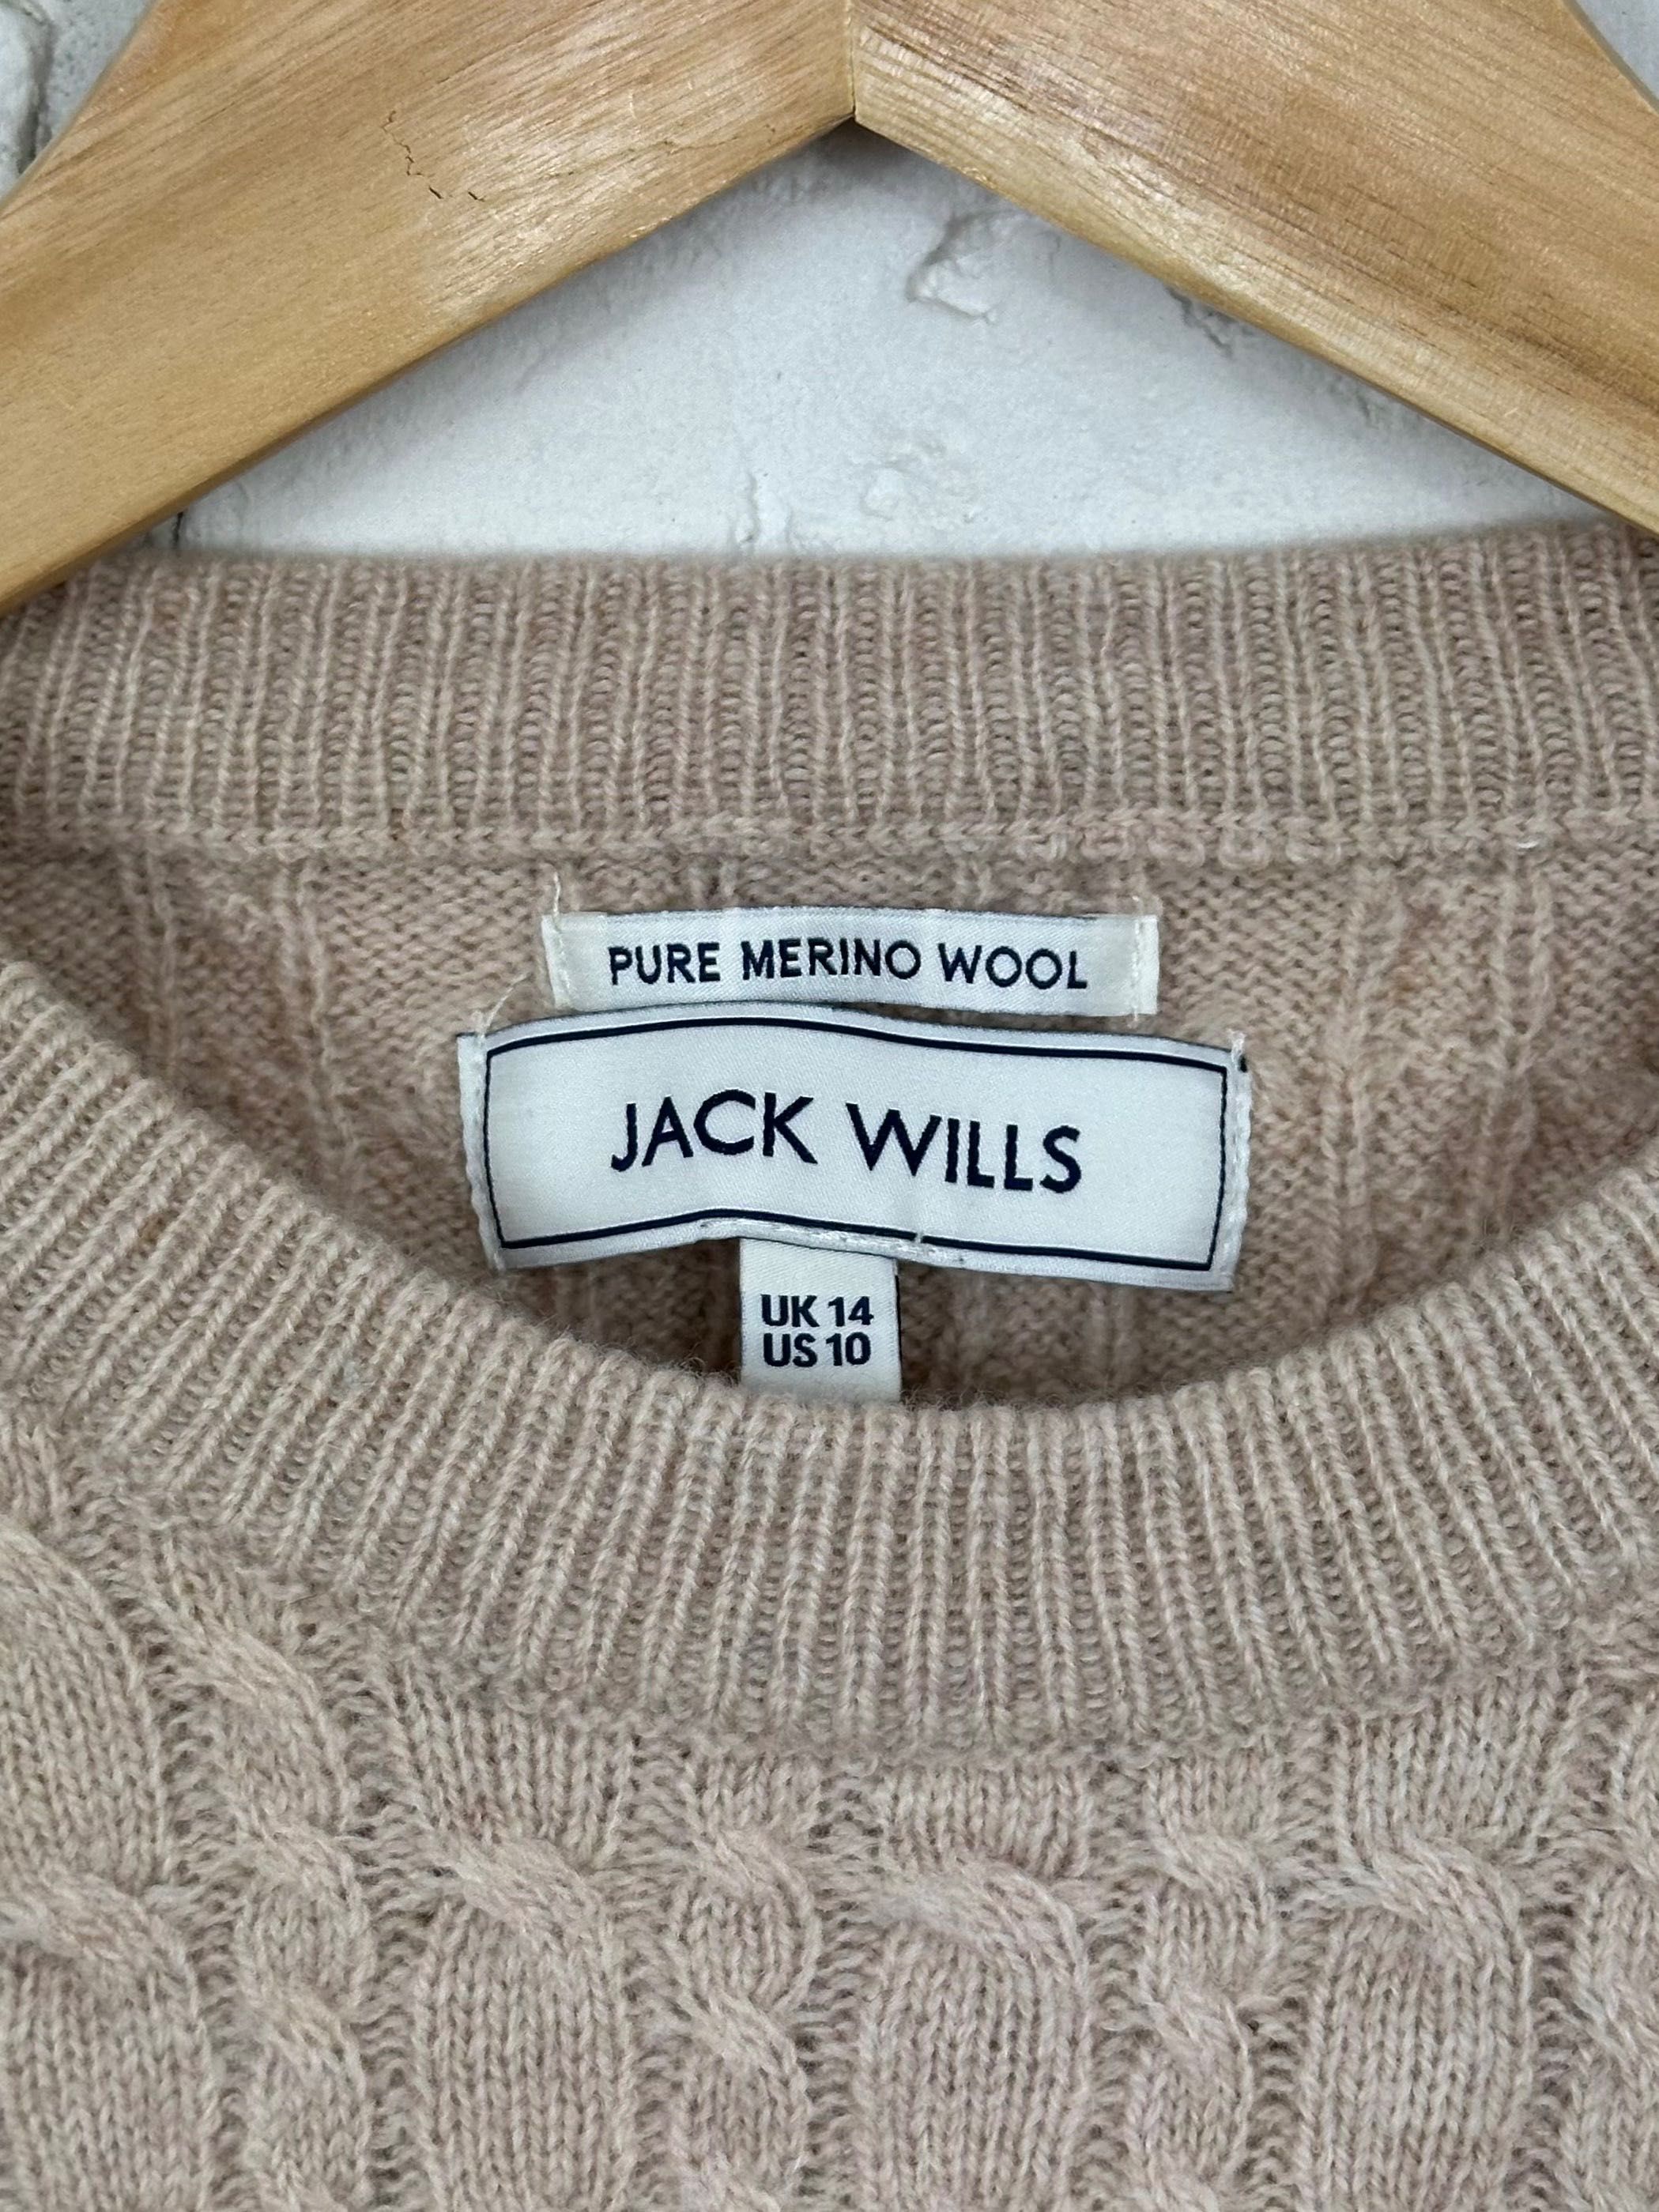 PURE MERINO WOOL
JACK WILLS
UK 14
US 10